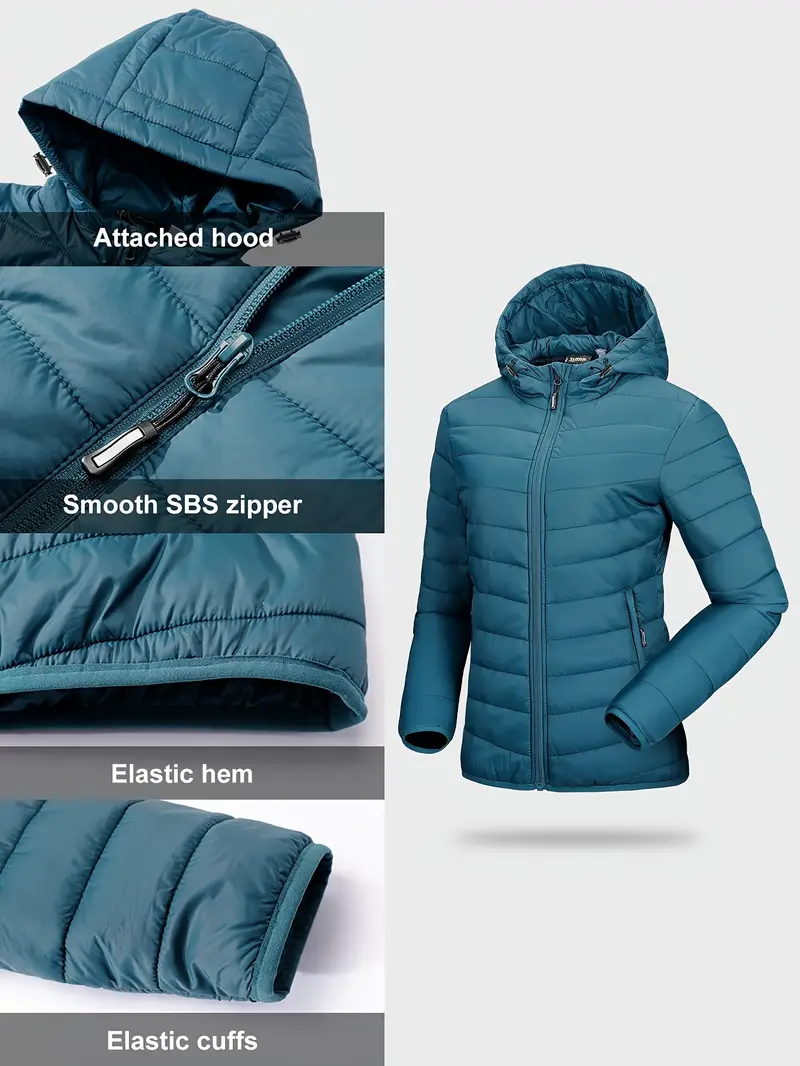 Attached hood
Smooth SBS zipper
Elastic hem
Elastic cuffs